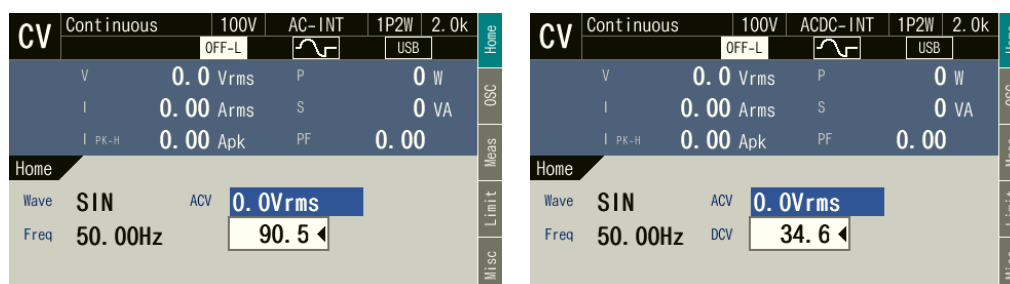 CV Continuous 100V AC-INT 1P2W 2.0k
OFF-L USB
V 0.0 Vrms P 0 W
I 0.00 Arms S 0 VA
I PK-H 0.00 Apk PF 0.00
Home
Wave SIN ACV 0.0Vrms
Freq 50.00Hz 90.5
Home
OSC
Meas
Limit
Misc
CV Continuous 100V ACDC-INT 1P2W 2.0k
OFF-L USB
V 0.0 Vrms P 0 W
I 0.00 Arms S 0 VA
I PK-H 0.00 Apk PF 0.00
Home
Wave SIN ACV 0.0Vrms
Freq 50.00Hz DCV 34.6